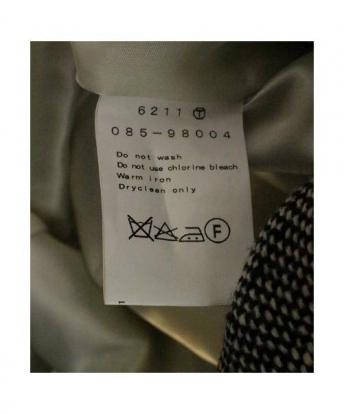 6211 Ⓣ
085-98004
Do not wash
Do not use chlorine bleach
Warm iron
Dryclean only
F